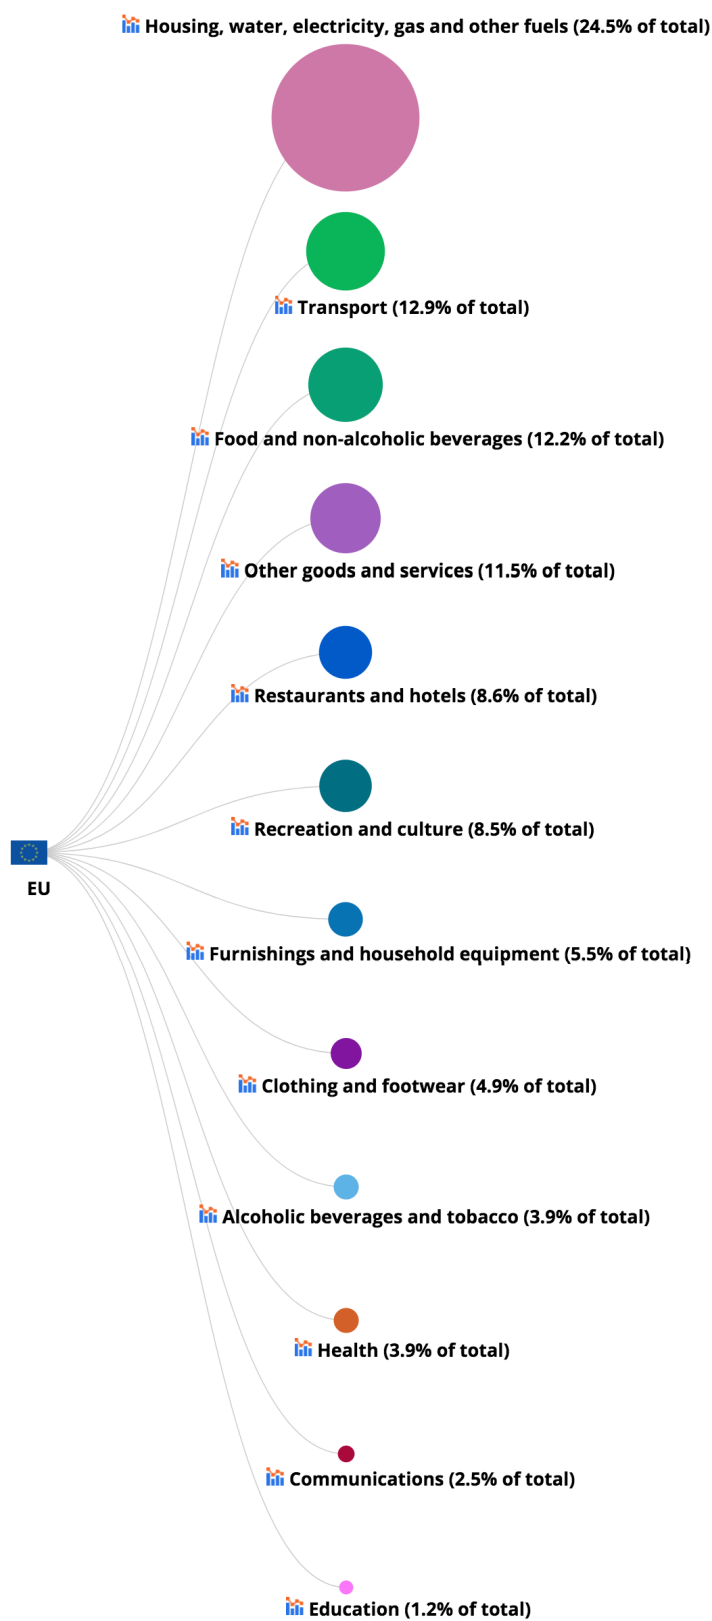 Housing, water, electricity, gas and other fuels (24.5% of total)
Transport (12.9% of total)
Food and non-alcoholic beverages (12.2% of total)
Other goods and services (11.5% of total)
Restaurants and hotels (8.6% of total)
Recreation and culture (8.5% of total)
EU
Furnishings and household equipment (5.5% of total)
Clothing and footwear (4.9% of total)
Alcoholic beverages and tobacco (3.9% of total)
Health (3.9% of total)
Communications (2.5% of total)
Education (1.2% of total)